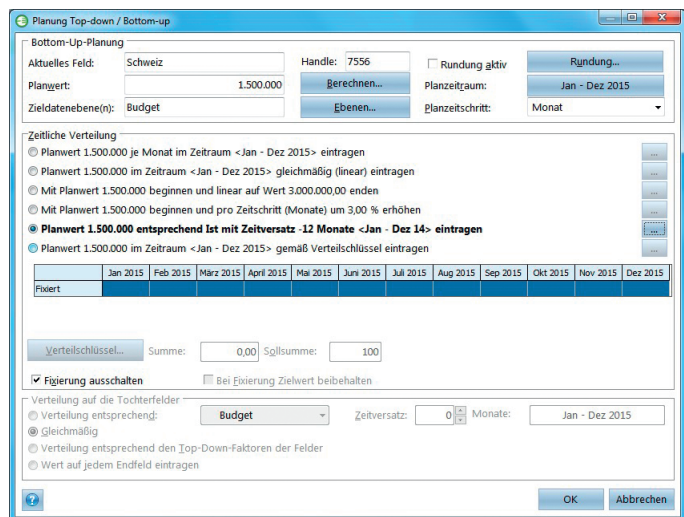 Planung Top-down / Bottom-up
Bottom-Up-Planung
Aktuelles Feld: Schweiz Handle: 7556 Rundung aktiv Rundung...
Planwert: 1.500.000 Berechnen... Planzeitraum: Jan - Dez 2015
Zieldatenebene(n): Budget Ebenen... Planzeitschritt: Monat
Zeitliche Verteilung
Planwert 1.500.000 je Monat im Zeitraum <Jan - Dez 2015> eintragen ...
Planwert 1.500.000 im Zeitraum <Jan - Dez 2015> gleichmäßig (linear) eintragen ...
Mit Planwert 1.500.000 beginnen und linear auf Wert 3.000.000,00 enden ...
Mit Planwert 1.500.000 beginnen und pro Zeitschritt (Monate) um 3,00 % erhöhen ...
Planwert 1.500.000 entsprechend Ist mit Zeitversatz -12 Monate <Jan - Dez 14> eintragen ...
Planwert 1.500.000 im Zeitraum <Jan - Dez 2015> gemäß Verteilschlüssel eintragen ...
Jan 2015 Feb 2015 März 2015 April 2015 Mai 2015 Juni 2015 Juli 2015 Aug 2015 Sep 2015 Okt 2015 Nov 2015 Dez 2015
Fixiert
Verteilschlüssel... Summe: 0,00 Sollsumme: 100
Fixierung ausschalten Bei Fixierung Zielwert beibehalten
Verteilung auf die Tochterfelder
Verteilung entsprechend: Budget Zeitversatz: 0 Monate: Jan - Dez 2015
Gleichmäßig
Verteilung entsprechend den Top-Down-Faktoren der Felder
Wert auf jedem Endfeld eintragen
? OK Abbrechen